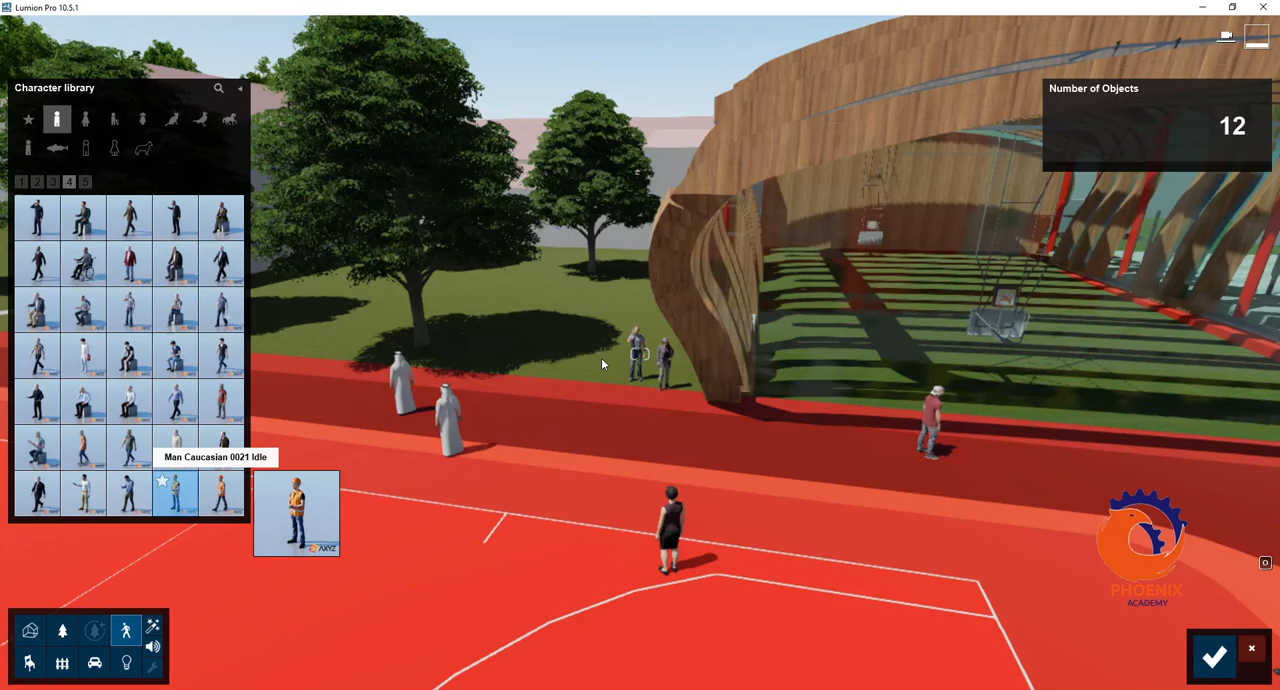 Lumion Pro 10.5.1
Character library
Number of Objects
12
1 2 3 4 5
Man Caucasian 0021 Idle
AXYZ
O
PHOENIX
ACADEMY